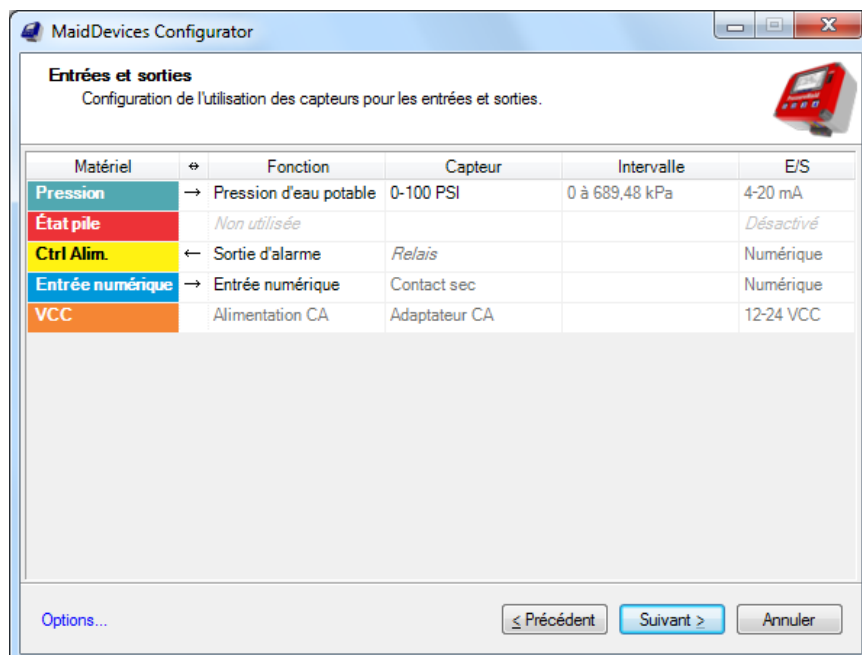 MaidDevices Configurator
Entrées et sorties
Configuration de l'utilisation des capteurs pour les entrées et sorties.
Matériel ⇔ Fonction Capteur Intervalle E/S
Pression → Pression d'eau potable 0-100 PSI 0 à 689,48 kPa 4-20 mA
État pile Non utilisée Désactivé
Ctrl Alim. ← Sortie d'alarme Relais Numérique
Entrée numérique → Entrée numérique Contact sec Numérique
VCC Alimentation CA Adaptateur CA 12-24 VCC
Options... < Précédent Suivant > Annuler